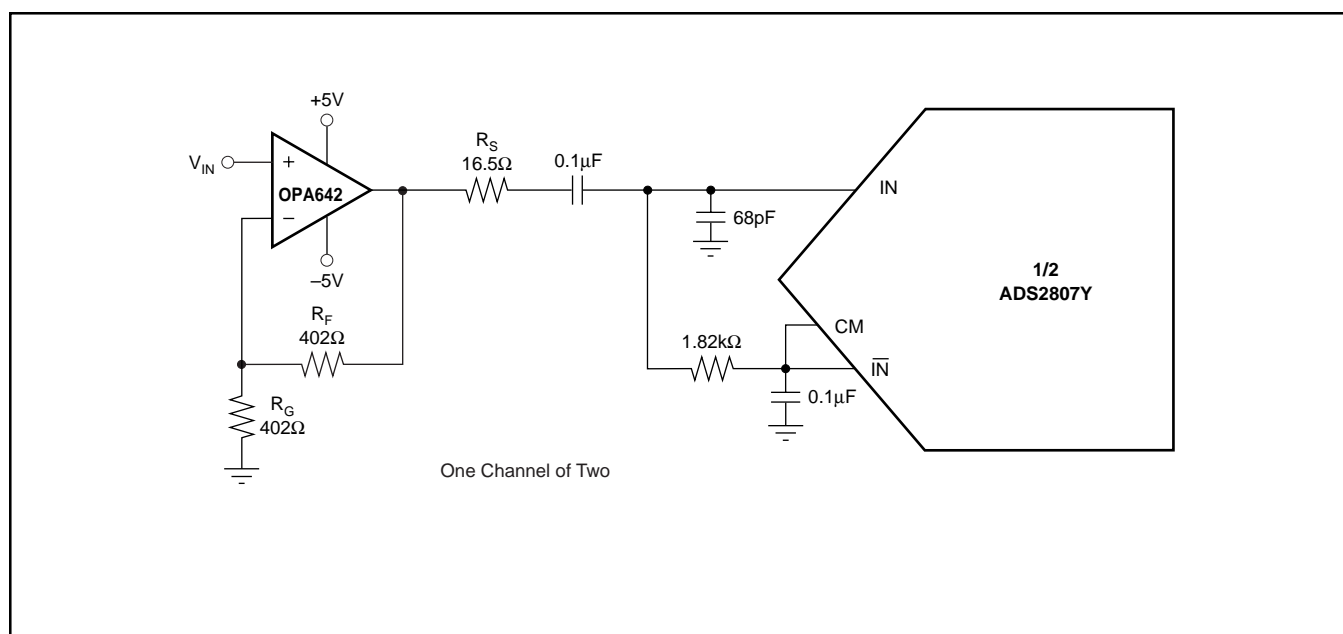 +5V
V_IN
+
OPA642
–
–5V
R_S
16.5Ω
0.1µF
68pF
IN
1/2
ADS2807Y
CM
I̅N̅
1.82kΩ
0.1µF
R_F
402Ω
R_G
402Ω
One Channel of Two